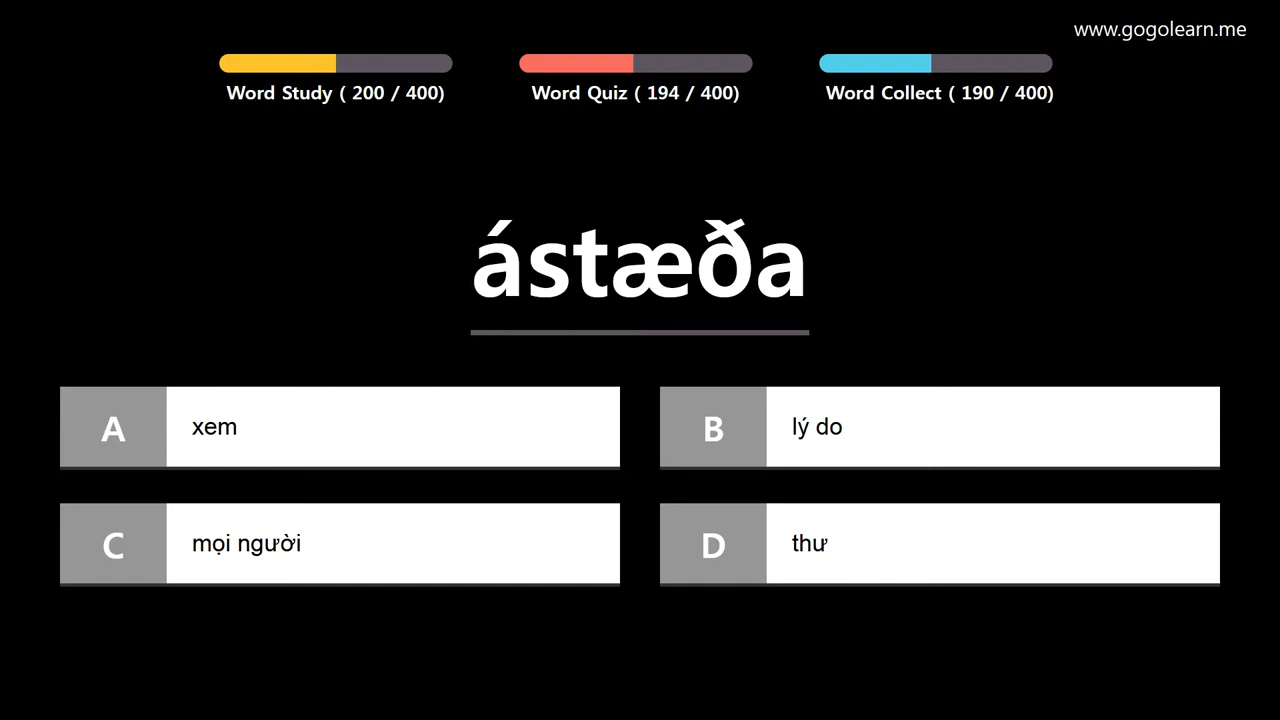 www.gogolearn.me
Word Study ( 200 / 400)
Word Quiz ( 194 / 400)
Word Collect ( 190 / 400)
ástæða
A xem
B lý do
C mọi người
D thư